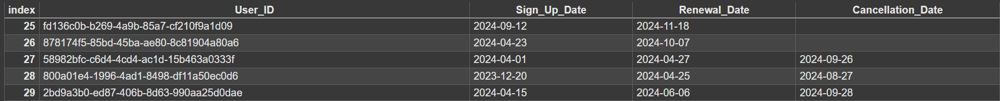 index User_ID Sign_Up_Date Renewal_Date Cancellation_Date
25 fd136c0b-b269-4a9b-85a7-cf210f9a1d09 2024-09-12 2024-11-18
26 878174f5-85bd-45ba-ae80-8c81904a80a6 2024-04-23 2024-10-07
27 58982bfc-c6d4-4cd4-ac1d-15b463a0333f 2024-04-01 2024-04-27 2024-09-26
28 800a01e4-1996-4ad1-8498-df11a50ec0d6 2023-12-20 2024-04-25 2024-08-27
29 2bd9a3b0-ed87-406b-8d63-990aa25d0dae 2024-04-15 2024-06-06 2024-09-28